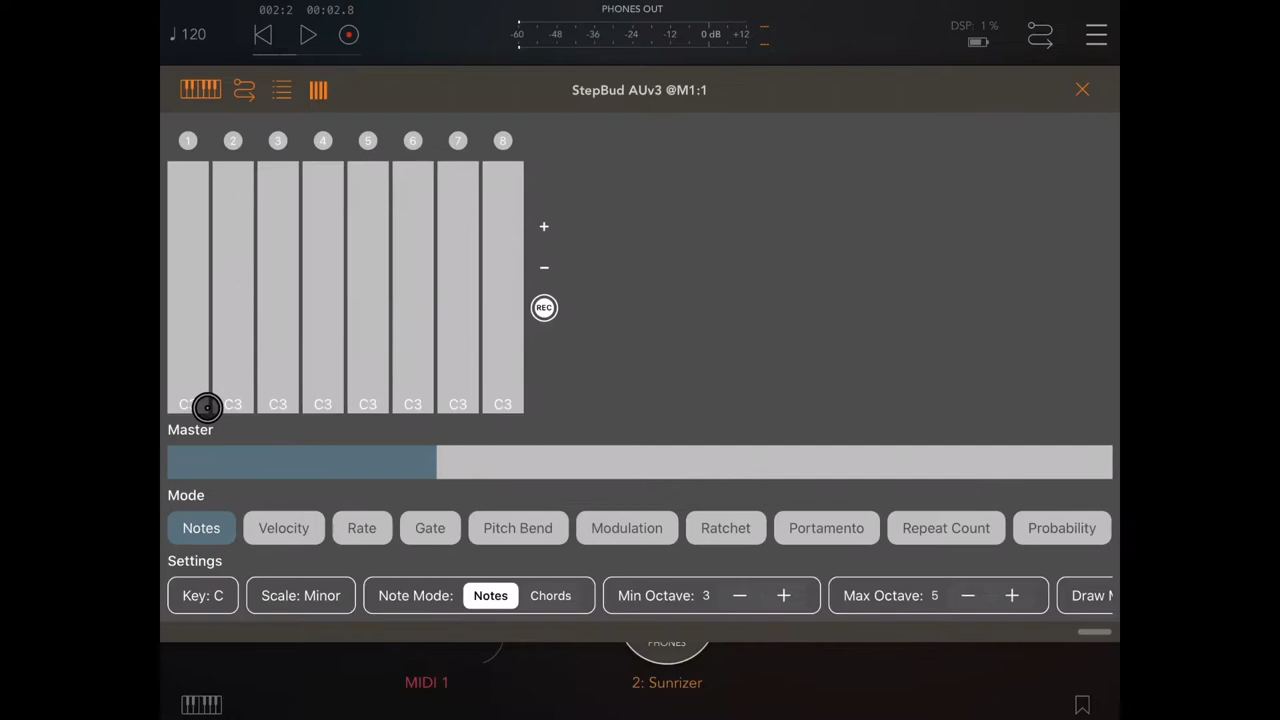 002:2 00:02.8
PHONES OUT
120
-60 -48 -36 -24 -12 0 dB +12
DSP: 1 %
StepBud AUv3 @M1:1
1 2 3 4 5 6 7 8
+
−
REC
C3 C3 C3 C3 C3 C3 C3
Master
Mode
Notes Velocity Rate Gate Pitch Bend Modulation Ratchet Portamento Repeat Count Probability
Settings
Key: C Scale: Minor Note Mode: Notes Chords Min Octave: 3 − + Max Octave: 5 − + Draw
PHONES
MIDI 1 2: Sunrizer